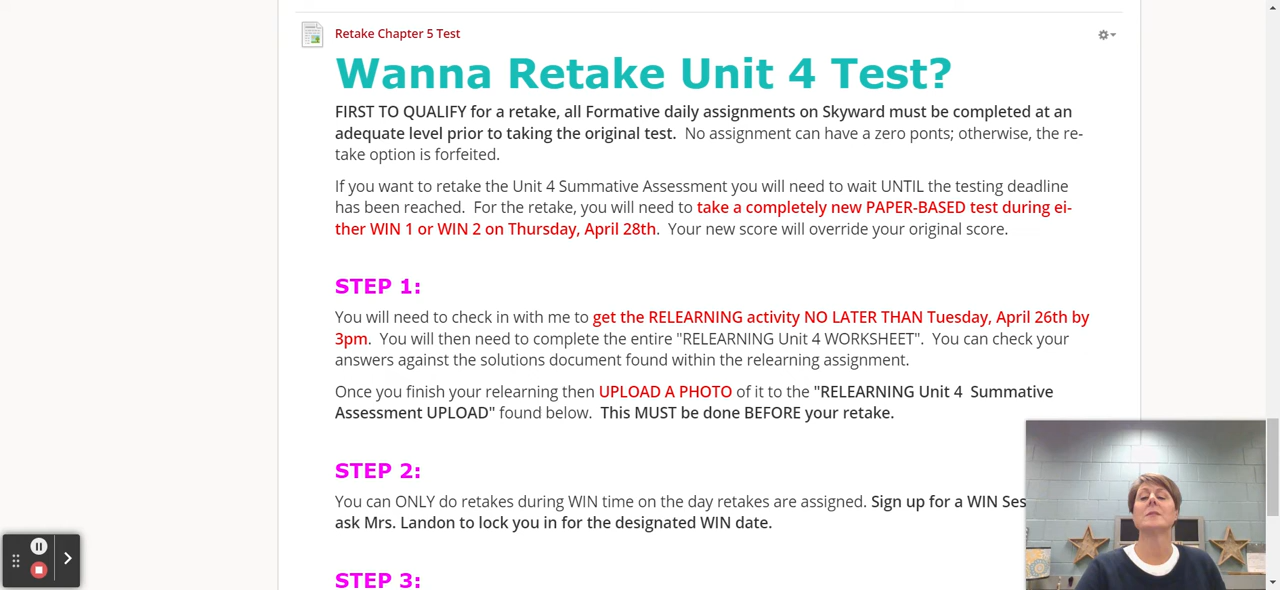 Retake Chapter 5 Test
Wanna Retake Unit 4 Test?
FIRST TO QUALIFY for a retake, all Formative daily assignments on Skyward must be completed at an
adequate level prior to taking the original test.  No assignment can have a zero ponts; otherwise, the re-
take option is forfeited.
If you want to retake the Unit 4 Summative Assessment you will need to wait UNTIL the testing deadline
has been reached.  For the retake, you will need to take a completely new PAPER-BASED test during ei-
ther WIN 1 or WIN 2 on Thursday, April 28th.  Your new score will override your original score.
STEP 1:
You will need to check in with me to get the RELEARNING activity NO LATER THAN Tuesday, April 26th by
3pm.  You will then need to complete the entire "RELEARNING Unit 4 WORKSHEET".  You can check your
answers against the solutions document found within the relearning assignment.
Once you finish your relearning then UPLOAD A PHOTO of it to the "RELEARNING Unit 4  Summative
Assessment UPLOAD" found below.  This MUST be done BEFORE your retake.
STEP 2:
You can ONLY do retakes during WIN time on the day retakes are assigned. Sign up for a WIN Ses
ask Mrs. Landon to lock you in for the designated WIN date.
STEP 3: